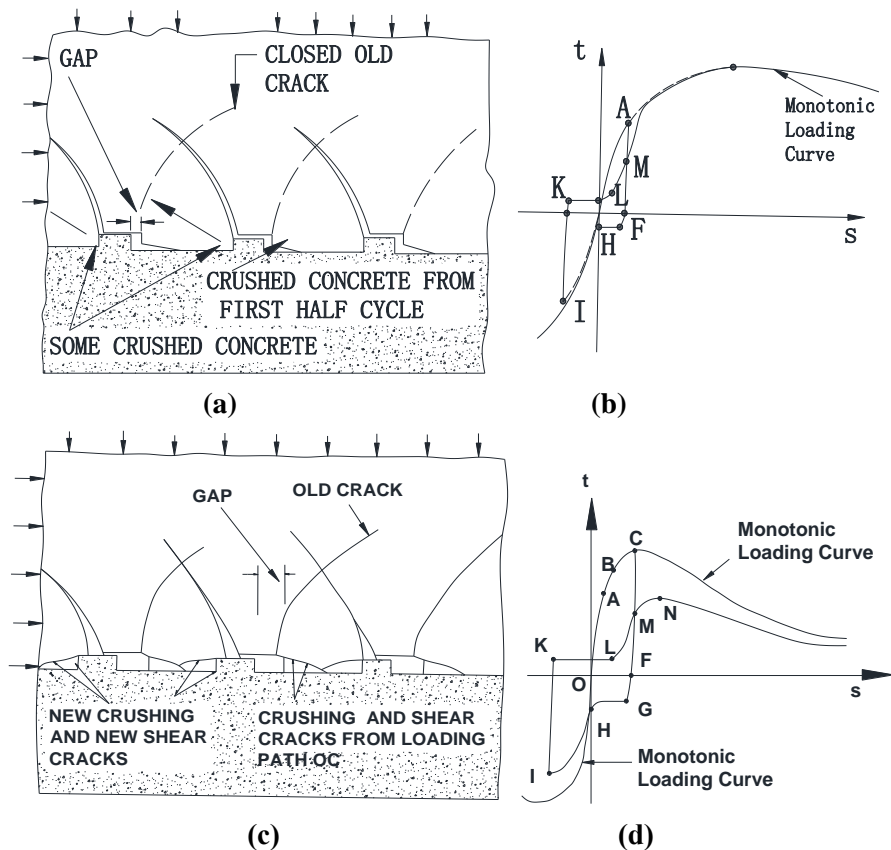 GAP
CLOSED OLD
CRACK
CRUSHED CONCRETE FROM
FIRST HALF CYCLE
SOME CRUSHED CONCRETE
(a)
t
A
Monotonic
Loading
Curve
M
K
L
S
H
F
I
(b)
GAP
OLD CRACK
NEW CRUSHING
AND NEW SHEAR
CRACKS
CRUSHING AND SHEAR
CRACKS FROM LOADING
PATH OC
(c)
t
Monotonic
Loading Curve
C
B
A
N
M
K
L
F
O
s
G
H
Monotonic
Loading Curve
I
(d)